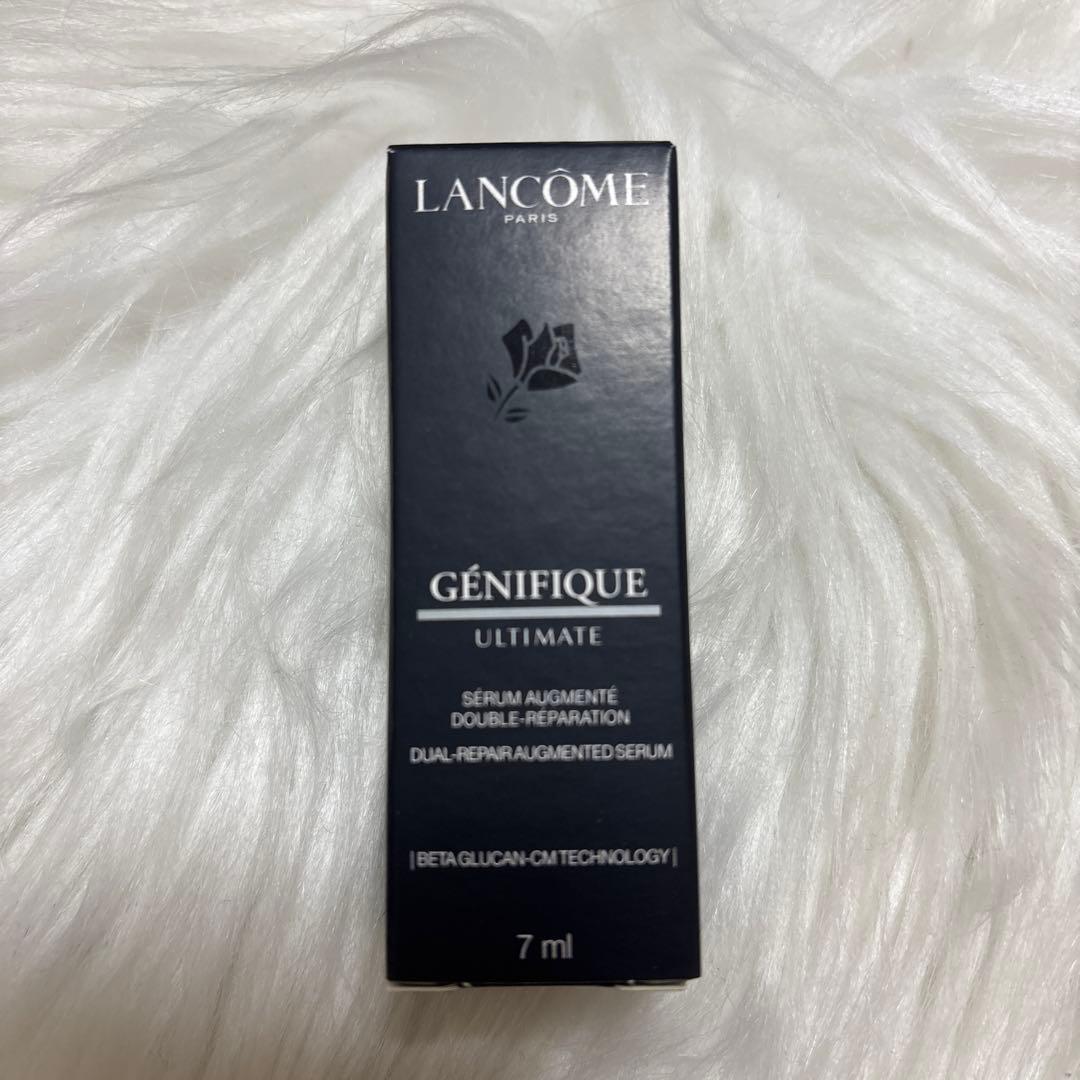 LANCÔME
PARIS
GÉNIFIQUE
ULTIMATE
SÉRUM AUGMENTÉ
DOUBLE-RÉPARATION
DUAL-REPAIR AUGMENTED SERUM
| BETA GLUCAN-CM TECHNOLOGY |
7 ml